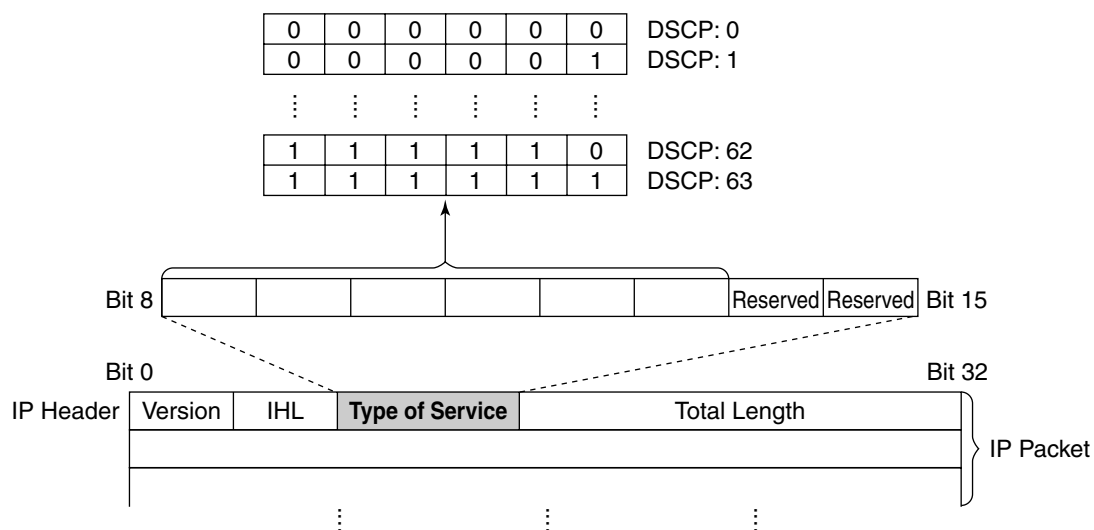 0 0 0 0 0 0 DSCP: 0
0 0 0 0 0 1 DSCP: 1
1 1 1 1 1 0 DSCP: 62
1 1 1 1 1 1 DSCP: 63
Bit 8 Reserved Reserved Bit 15
Bit 0 Bit 32
IP Header Version IHL Type of Service Total Length
IP Packet